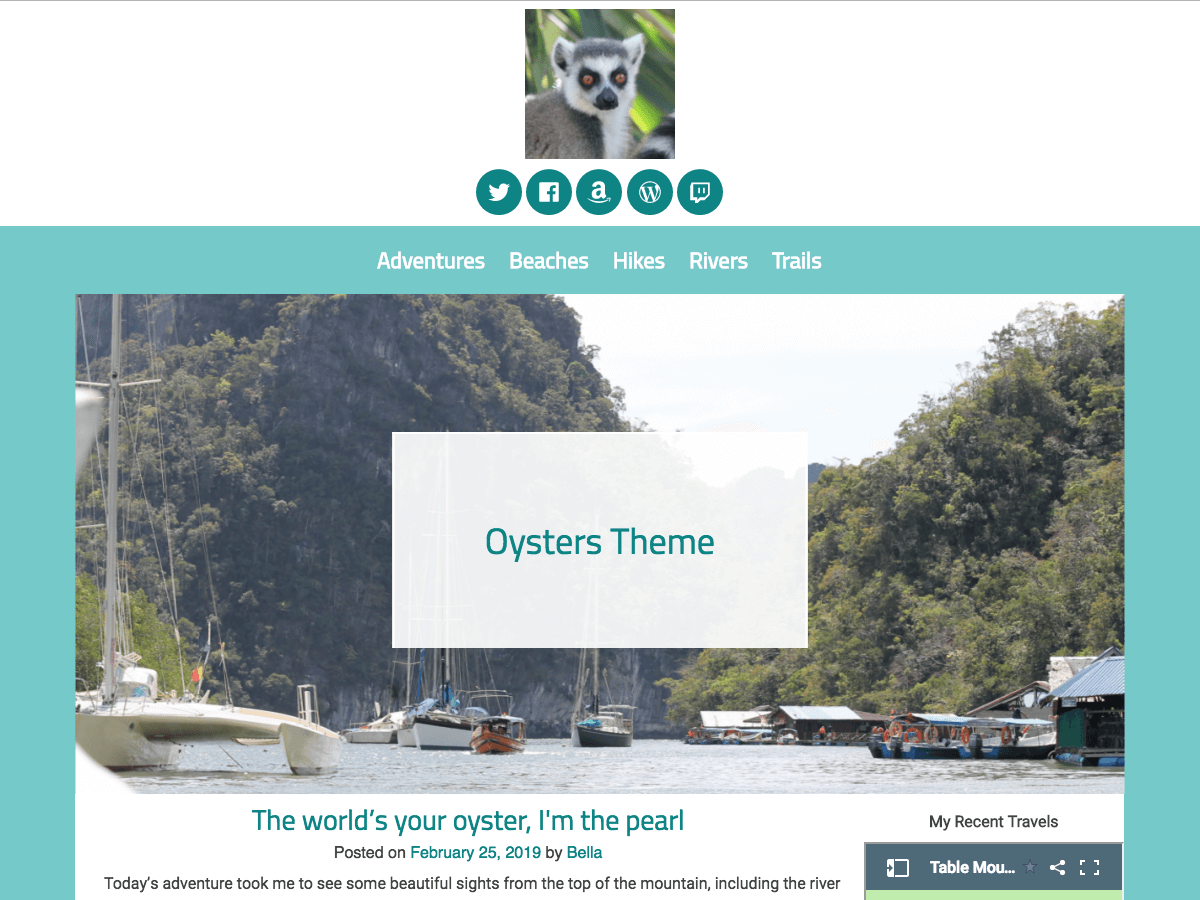 Adventures Beaches Hikes Rivers Trails
Oysters Theme
The world’s your oyster, I'm the pearl
Posted on February 25, 2019 by Bella
Today’s adventure took me to see some beautiful sights from the top of the mountain, including the river
My Recent Travels
Table Mou...